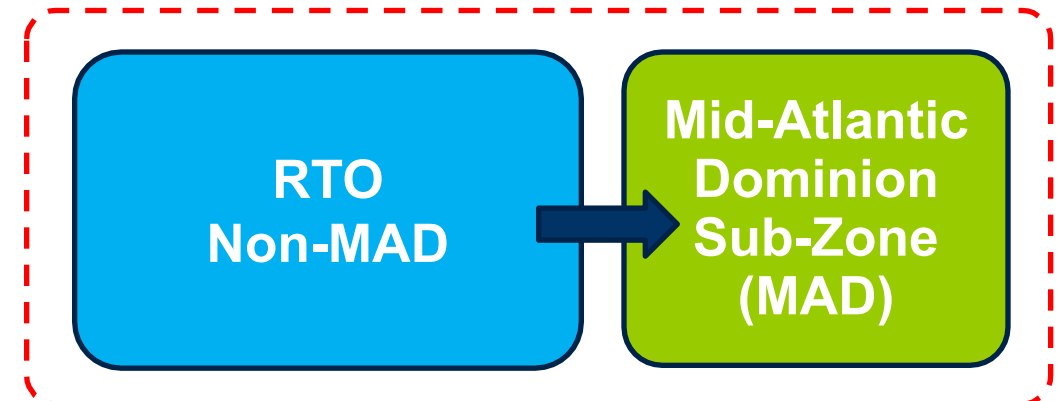 RTO
Non-MAD
Mid-Atlantic
Dominion
Sub-Zone
(MAD)